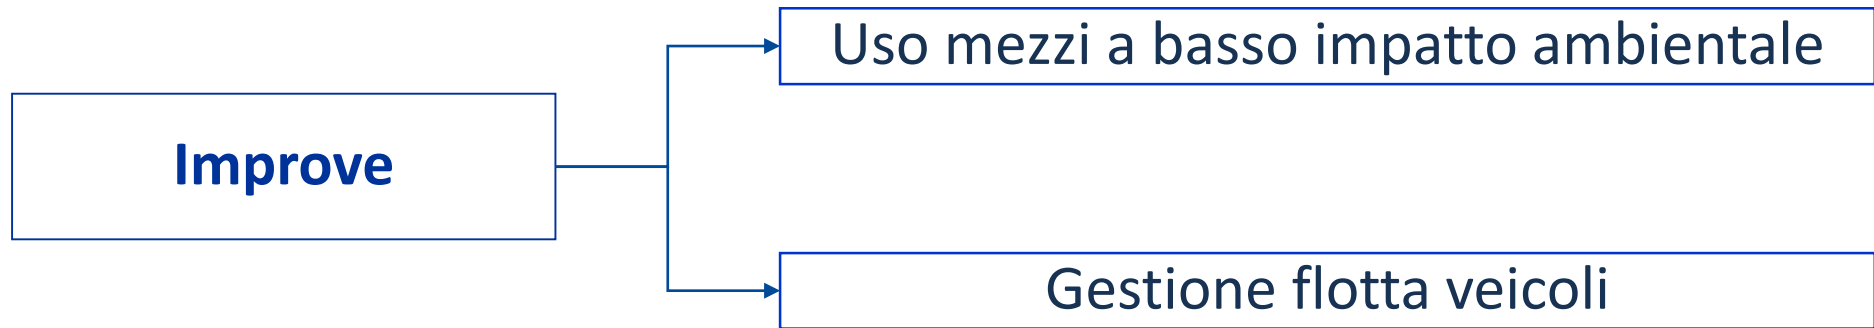 Uso mezzi a basso impatto ambientale
Improve
Gestione flotta veicoli